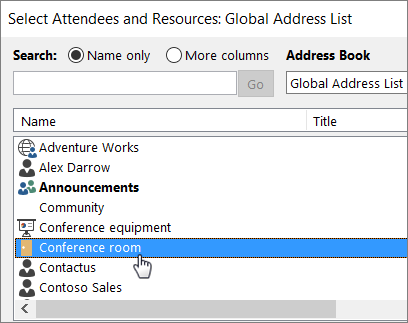 Select Attendees and Resources: Global Address List
Search: Name only More columns Address Book
Go Global Address List
Name Title
Adventure Works
Alex Darrow
Announcements
Community
Conference equipment
Conference room
Contactus
Contoso Sales